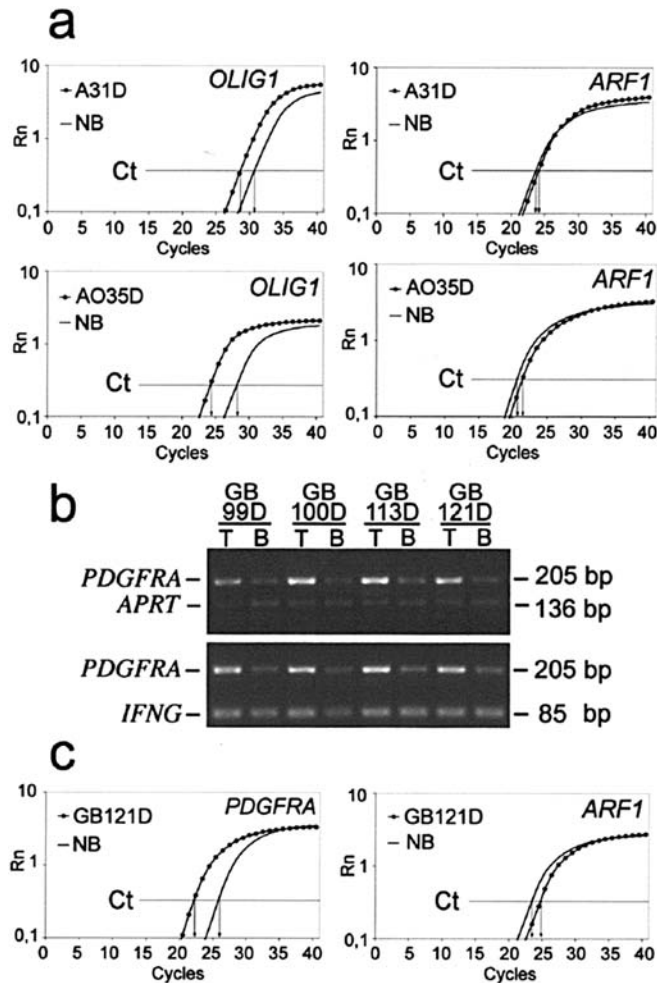 a
OLIG1
A31D
NB
Ct
Rn
10
1
0,1
0 5 10 15 20 25 30 35 40
Cycles
ARF1
A31D
NB
10
1
0,1
0 5 10 15 20 25 30 35 40
Cycles
OLIG1
AO35D
NB
Ct
Rn
10
1
0,1
0 5 10 15 20 25 30 35 40
Cycles
ARF1
AO35D
NB
Ct
Rn
10
1
0,1
0 5 10 15 20 25 30 35 40
Cycles
b
GB GB GB GB
99D 100D 113D 121D
T B T B T B T B
PDGFRA – – 205 bp
APRT – – 136 bp
PDGFRA – – 205 bp
IFNG – – 85 bp
c
PDGFRA
GB121D
NB
Ct
Rn
10
1
0,1
0 5 10 15 20 25 30 35 40
Cycles
ARF1
GB121D
NB
Ct
Rn
10
1
0,1
0 5 10 15 20 25 30 35 40
Cycles